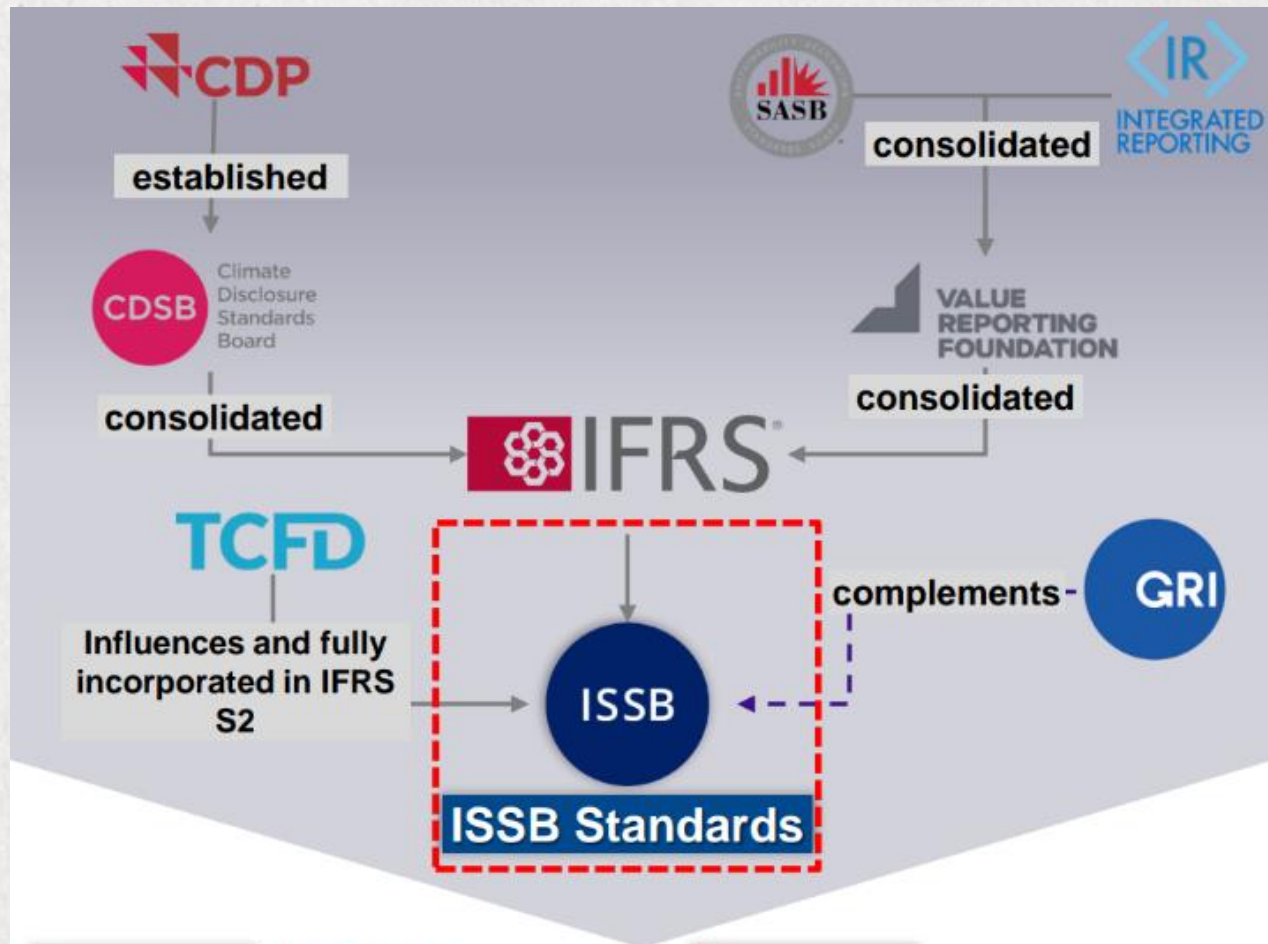 CDP
established
CDSB
Climate
Disclosure
Standards
Board
consolidated
SASB
IR
INTEGRATED
REPORTING
consolidated
VALUE
REPORTING
FOUNDATION
consolidated
IFRS®
TCFD
Influences and fully
incorporated in IFRS
S2
ISSB
ISSB Standards
complements
GRI